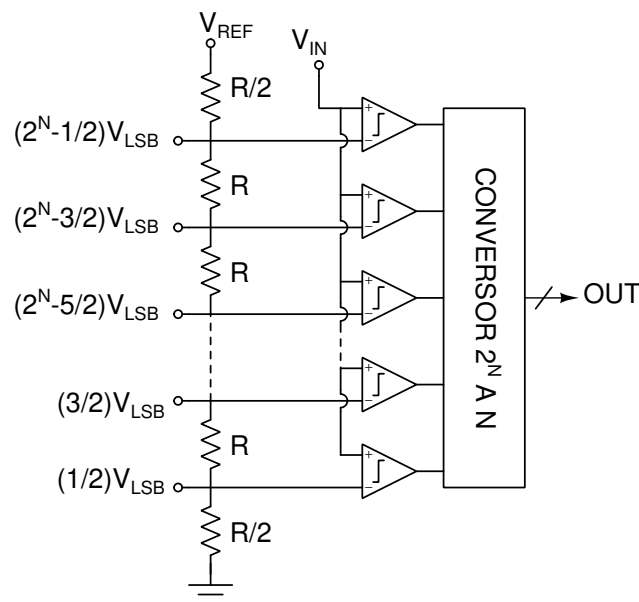 V_REF
V_IN
R/2
(2^N-1/2)V_LSB
R
(2^N-3/2)V_LSB
R
(2^N-5/2)V_LSB
(3/2)V_LSB
R
(1/2)V_LSB
R/2
+
−
+
−
+
−
+
−
+
−
CONVERSOR 2^N A N
OUT